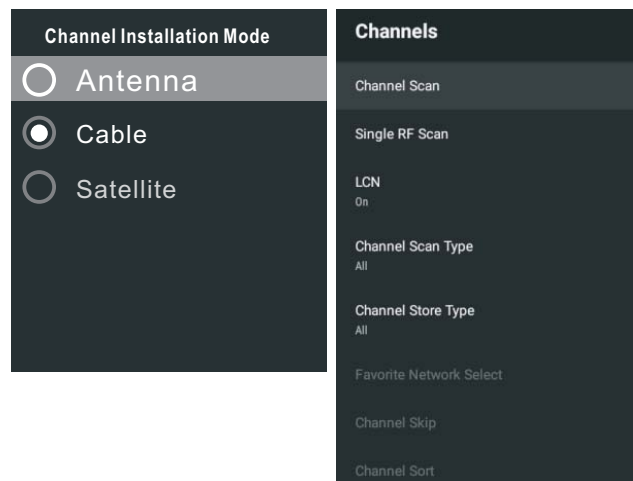 Channel Installation Mode
Antenna
Cable
Satellite
Channels
Channel Scan
Single RF Scan
LCN
On
Channel Scan Type
All
Channel Store Type
All
Favorite Network Select
Channel Skip
Channel Sort